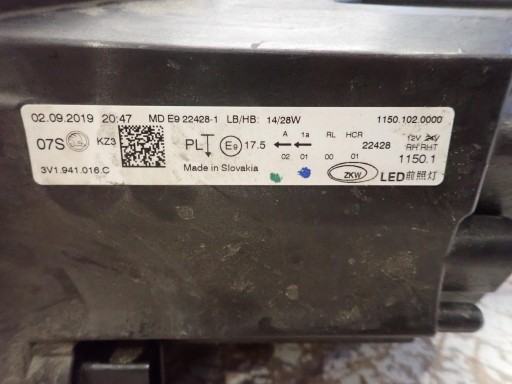 02.09.2019 20:47 MD E9 22428-1 LB/HB: 14/28W 1150.102.0000
07S KZ3 PL E9 17.5 A 1a RL HCR 22428 12V 24V
02 01 00 01 RH RHT
1150.1
3V1.941.016.C Made in Slovakia ZKW LED前照灯